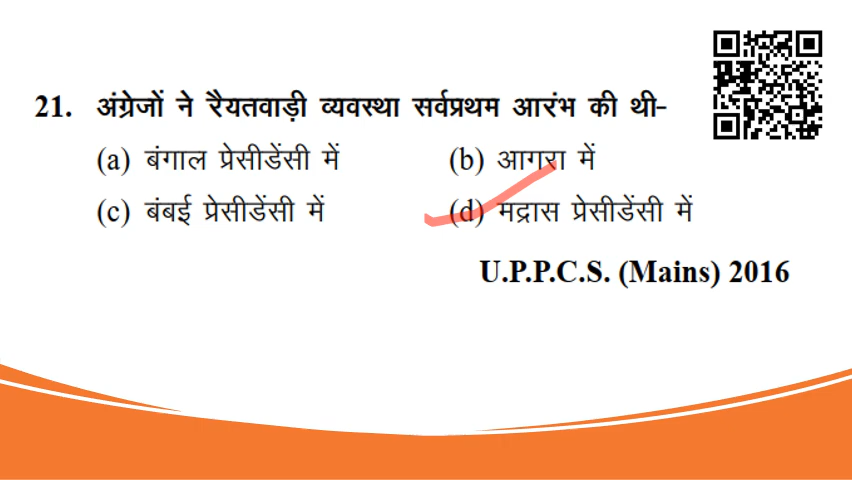 21. अंग्रेजों ने रैयतवाड़ी व्यवस्था सर्वप्रथम आरंभ की थी-
(a) बंगाल प्रेसीडेंसी में (b) आगरा में
(c) बंबई प्रेसीडेंसी में (d) मद्रास प्रेसीडेंसी में
U.P.P.C.S. (Mains) 2016